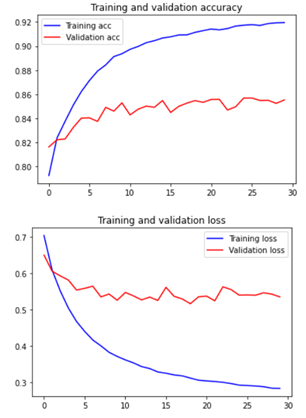 Training and validation accuracy
0.92
0.90
0.88
0.86
0.84
0.82
0.80
Training acc
Validation acc
0 5 10 15 20 25 30
Training and validation loss
0.7
0.6
0.5
0.4
0.3
Training loss
Validation loss
0 5 10 15 20 25 30